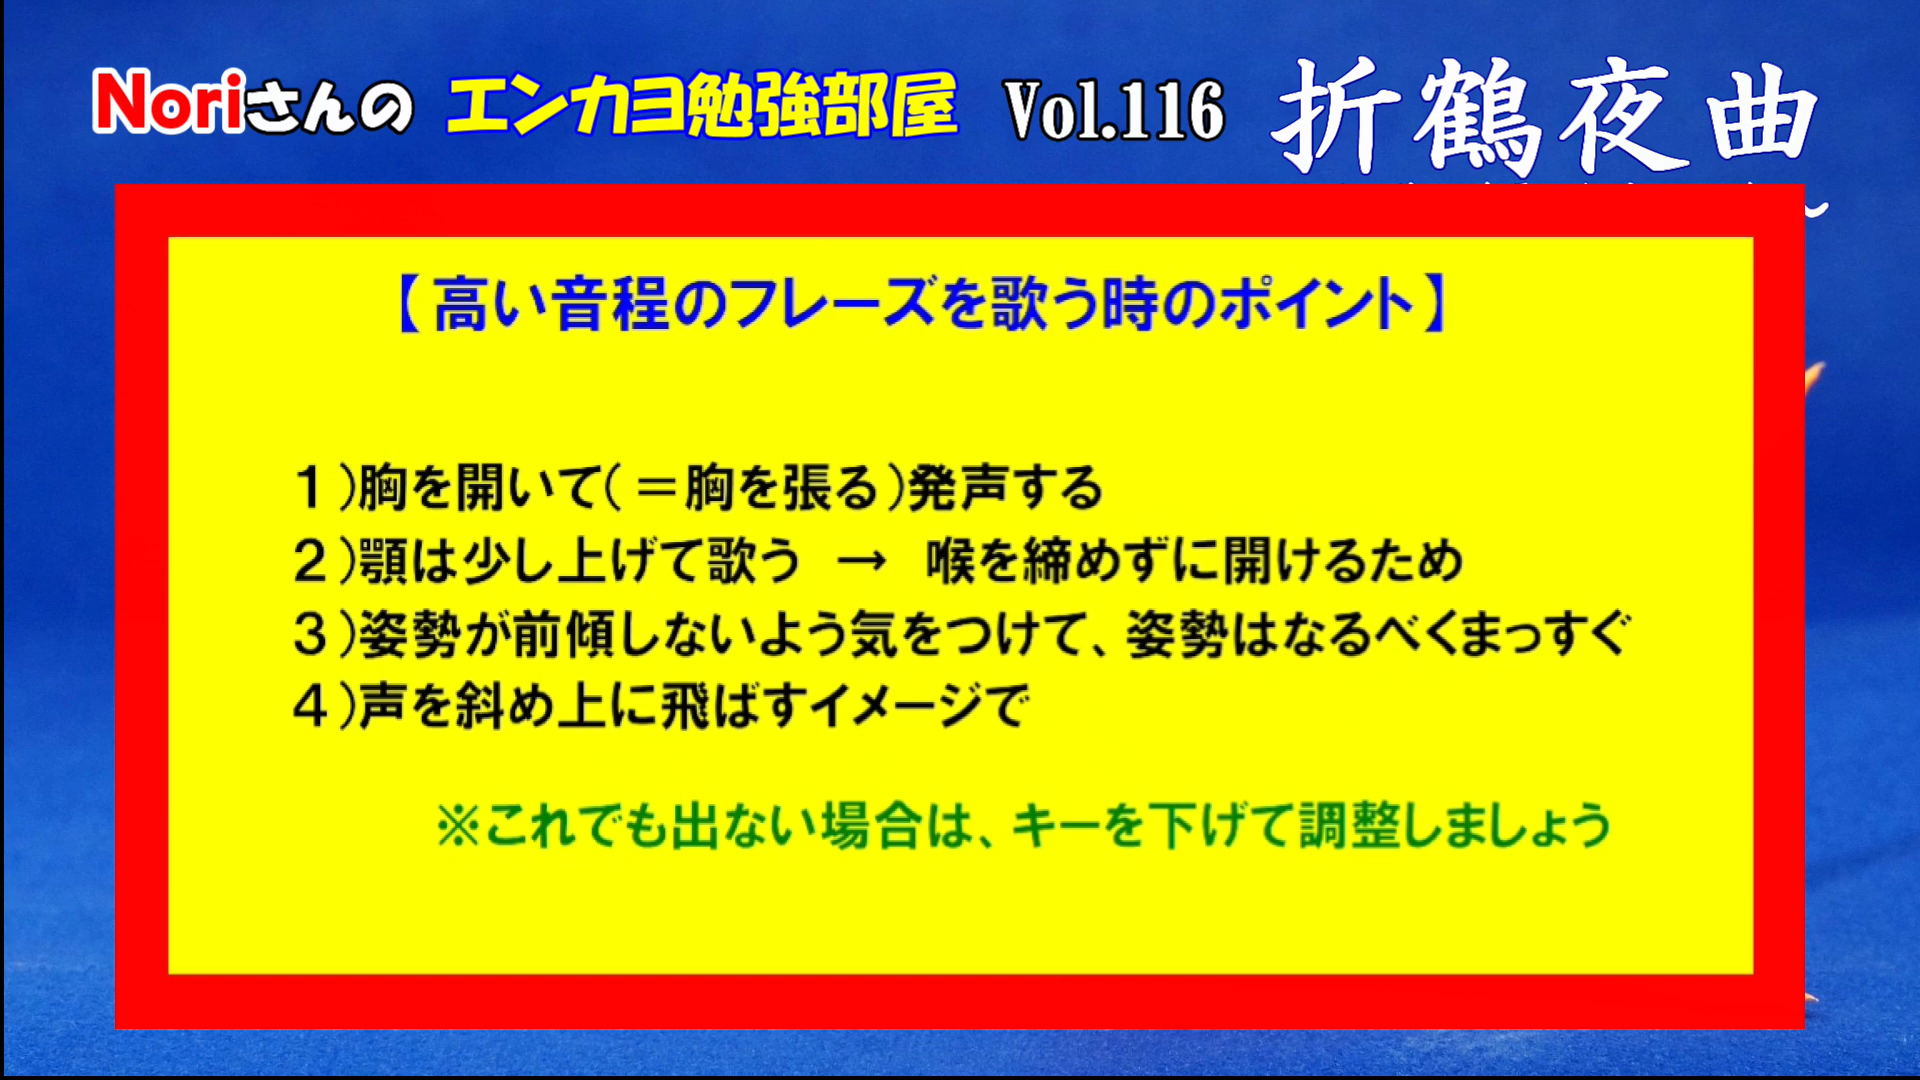 Noriさんの エンカヨ勉強部屋 Vol.116 折鶴夜曲
【高い音程のフレーズを歌う時のポイント】
１）胸を開いて（＝胸を張る）発声する
２）顎は少し上げて歌う → 喉を締めずに開けるため
３）姿勢が前傾しないよう気をつけて、姿勢はなるべくまっすぐ
４）声を斜め上に飛ばすイメージで
※これでも出ない場合は、キーを下げて調整しましょう